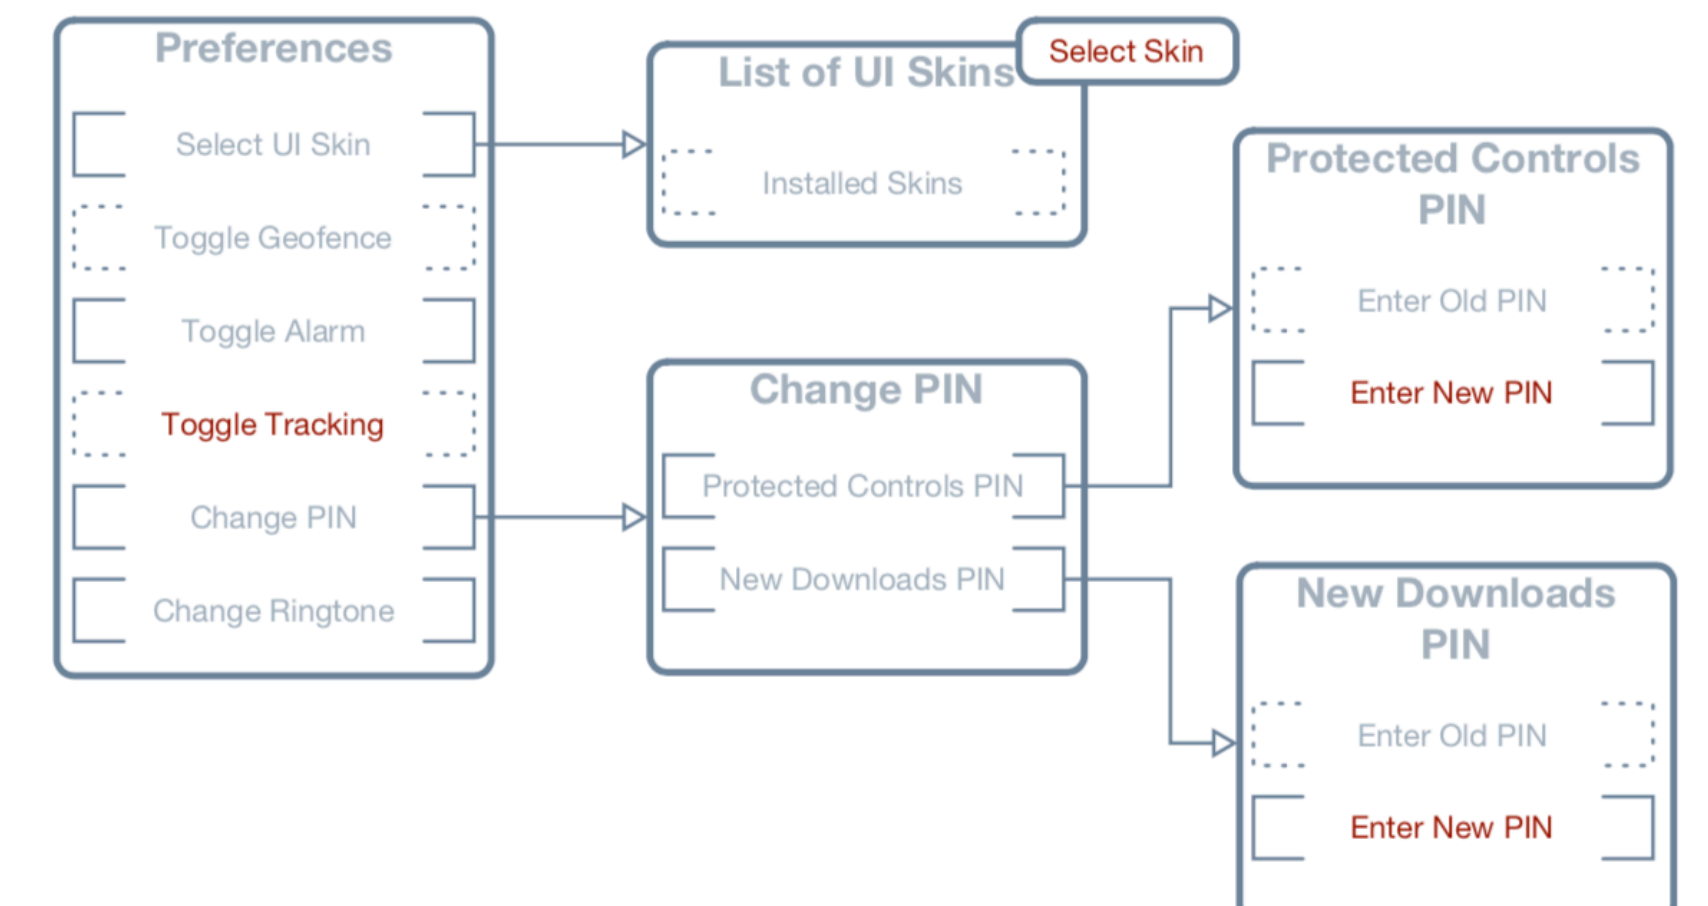 Preferences
Select UI Skin
Toggle Geofence
Toggle Alarm
Toggle Tracking
Change PIN
Change Ringtone
List of UI Skins
Select Skin
Installed Skins
Change PIN
Protected Controls PIN
New Downloads PIN
Protected Controls
PIN
Enter Old PIN
Enter New PIN
New Downloads
PIN
Enter Old PIN
Enter New PIN